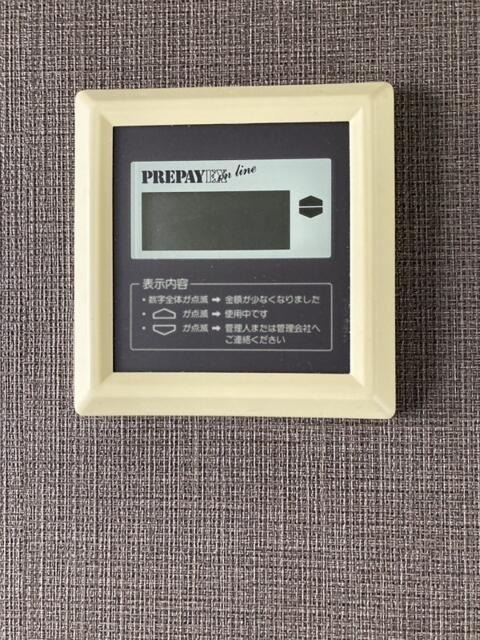 PREPAYEX on line
表示内容
・数字全体が点滅 ➡ 金額が少なくなりました
・ が点滅 ➡ 使用中です
・ が点滅 ➡ 管理人または管理会社へ
ご連絡ください